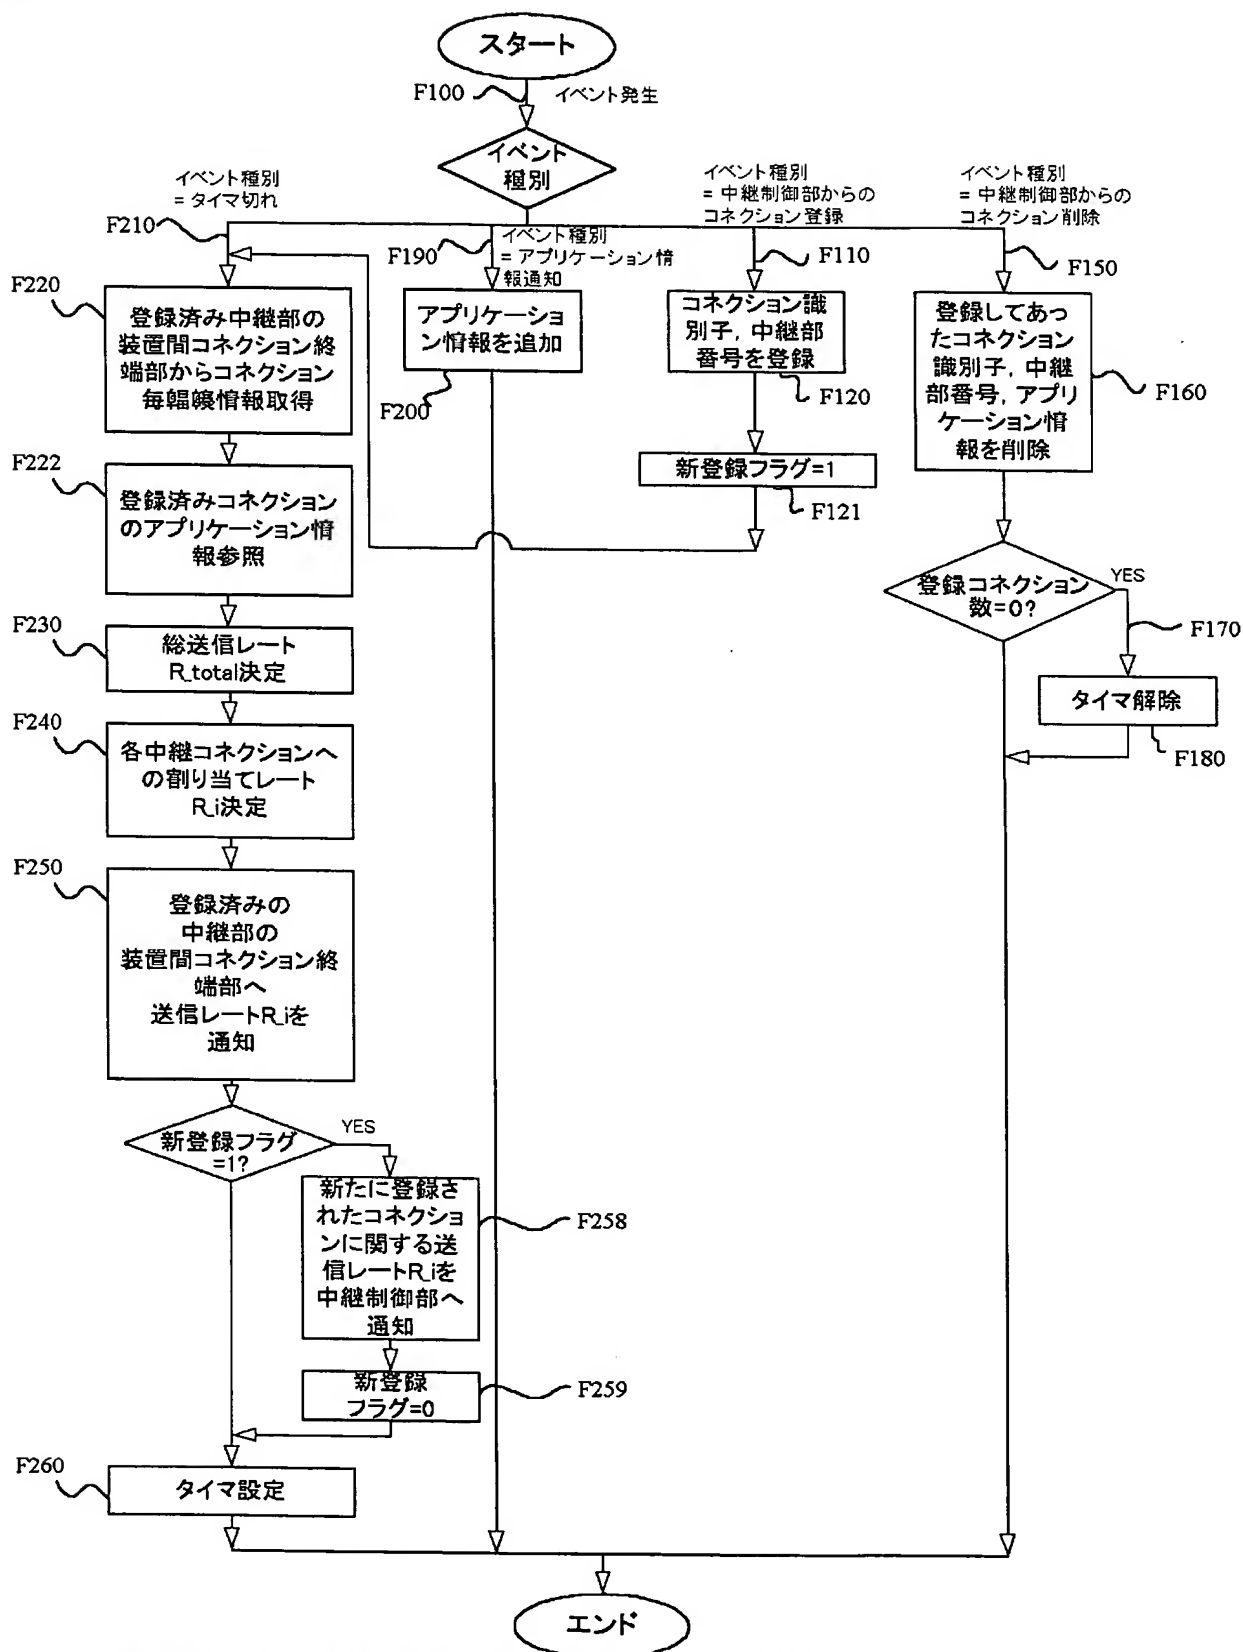 スタート
F100
イベント発生
イベント
種別
イベント種別
= タイマ切れ
F210
F190
イベント種別
= アプリケーション情
報通知
イベント種別
= 中継制御部からの
コネクション登録
F110
イベント種別
= 中継制御部からの
コネクション削除
F150
F220
登録済み中継部の
装置間コネクション終
端部からコネクション
毎輻輳情報取得
アプリケーショ
ン情報を追加
F200
コネクション識
別子, 中継部
番号を登録
F120
登録してあっ
たコネクション
識別子, 中継
部番号, アプリ
ケーション情
報を削除
F160
F222
登録済みコネクション
のアプリケーション情
報参照
新登録フラグ=1
F121
登録コネクション
数=0?
YES
F170
F230
総送信レート
R_total決定
タイマ解除
F180
F240
各中継コネクションへ
の割り当てレート
R_i決定
F250
登録済みの
中継部の
装置間コネクション終
端部へ
送信レートR_iを
通知
新登録フラグ
=1?
YES
新たに登録さ
れたコネクショ
ンに関する送
信レートR_iを
中継制御部へ
通知
F258
新登録
フラグ=0
F259
F260
タイマ設定
エンド